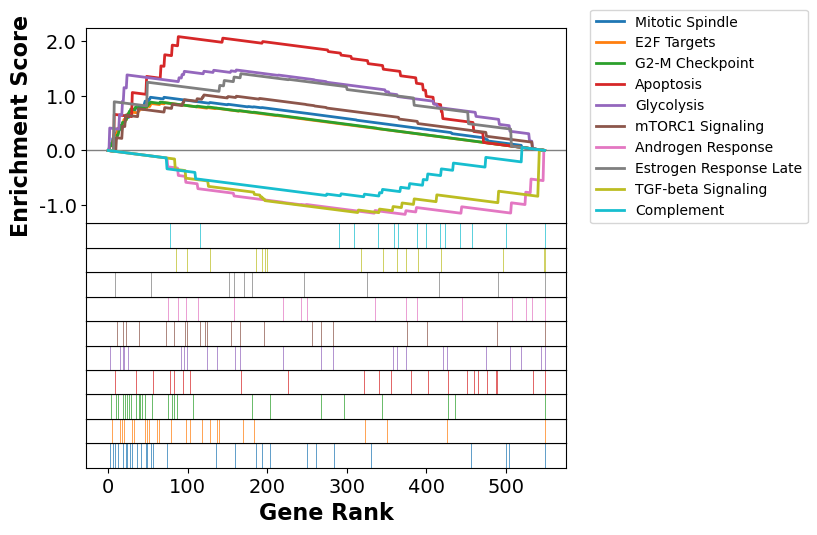 Enrichment Score
2.0
1.0
0.0
-1.0
0
100
200
300
400
500
Gene Rank
Mitotic Spindle
E2F Targets
G2-M Checkpoint
Apoptosis
Glycolysis
mTORC1 Signaling
Androgen Response
Estrogen Response Late
TGF-beta Signaling
Complement